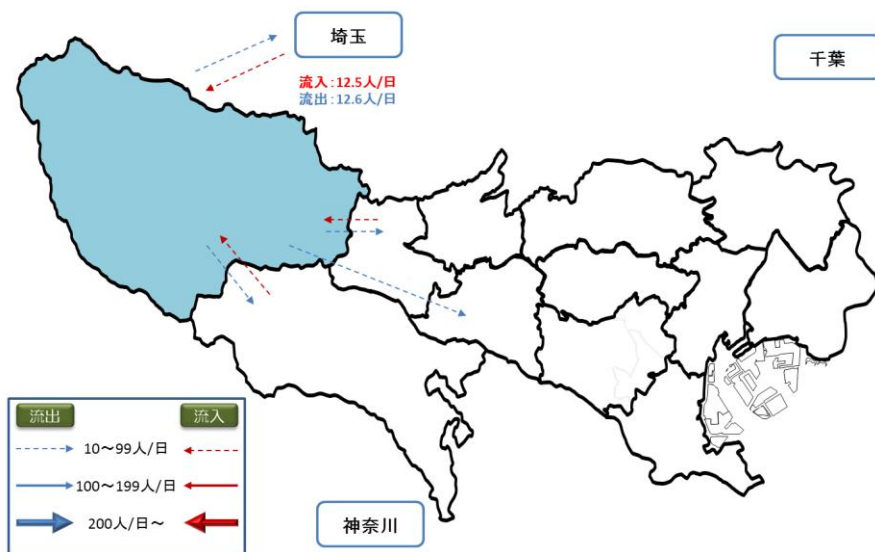 埼玉
千葉
流入：12.5人/日
流出：12.6人/日
流出 流入
10～99人/日
100～199人/日
200人/日～
神奈川